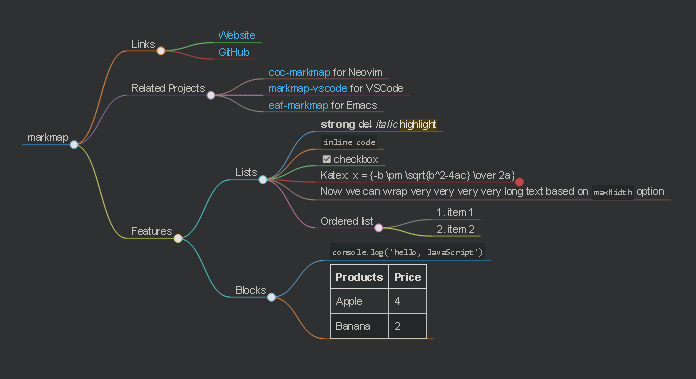 markmap
Links
Website
GitHub
Related Projects
coc-markmap for Neovim
markmap-vscode for VSCode
eaf-markmap for Emacs
Features
Lists
strong del italic highlight
inline code
checkbox
Katex: x = {-b \pm \sqrt{b^2-4ac} \over 2a}
Now we can wrap very very very very long text based on maxWidth option
Ordered list
1. item 1
2. item 2
Blocks
console.log('hello, JavaScript')
Products Price
Apple 4
Banana 2